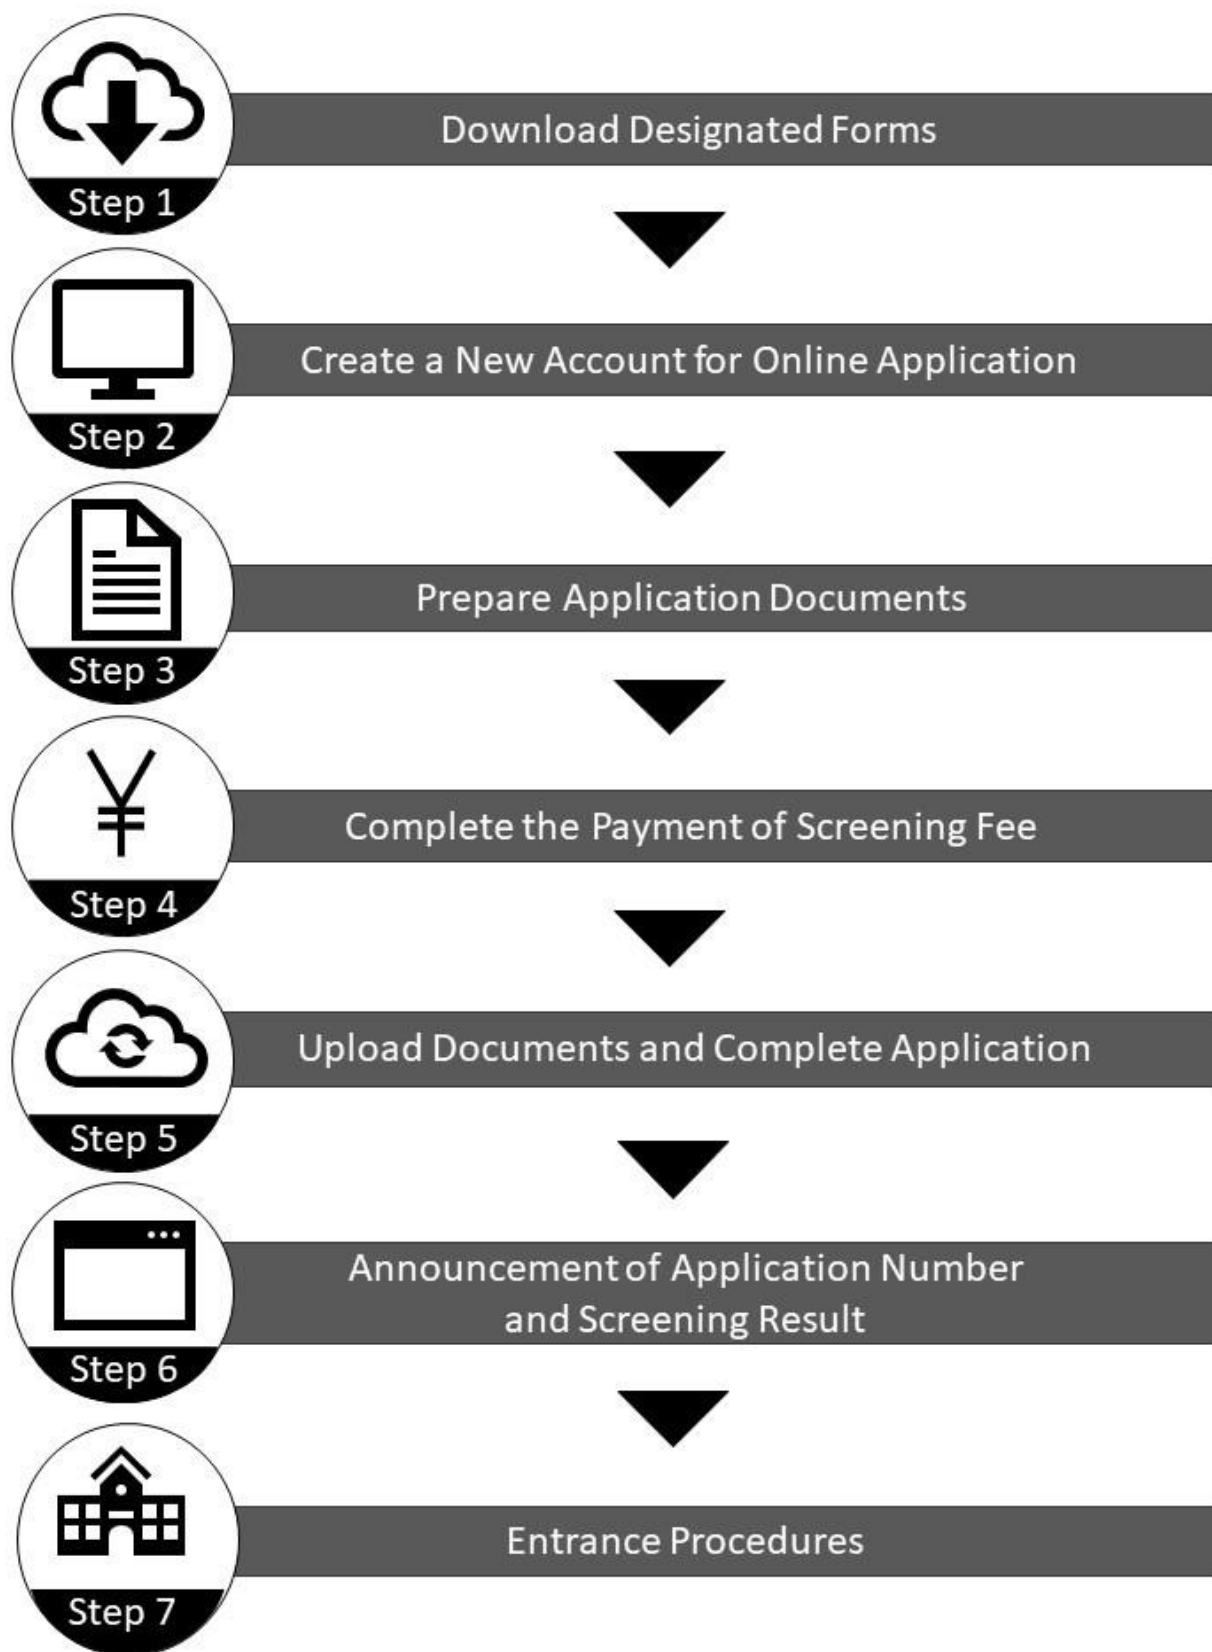 Download Designated Forms
Step 1
Create a New Account for Online Application
Step 2
Prepare Application Documents
Step 3
¥
Complete the Payment of Screening Fee
Step 4
Upload Documents and Complete Application
Step 5
Announcement of Application Number
and Screening Result
Step 6
Entrance Procedures
Step 7